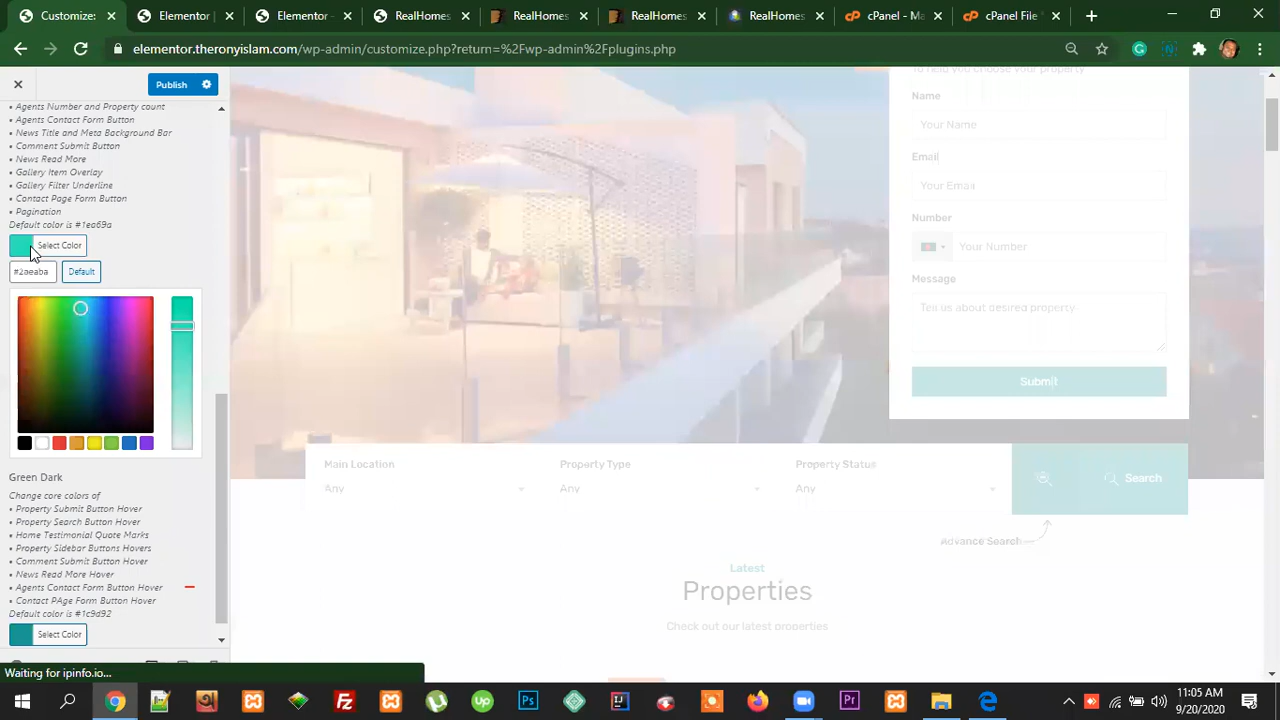 Elementor
Elementor
Elementor -
RealHomes
RealHomes
RealHomes
RealHomes
cPanel - Ma
cPanel File
elementor.theronyislam.com/wp-admin/customize.php?return=%2Fwp-admin%2Fplugins.php
Publish
• Agents Number and Property count
• Agents Contact Form Button
• News Title and Meta Background Bar
• Comment Submit Button
• News Read More
• Gallery Item Overlay
• Gallery Filter Underline
• Contact Page Form Button
• Pagination
Default color is #1ea69a
Select Color
Default
Green Dark
Change core colors of
• Property Submit Button Hover
• Property Search Button Hover
• Home Testimonial Quote Marks
• Property Sidebar Buttons Hovers
• Comment Submit Button Hover
• News Read More Hover
• Agents Contact Form Button Hover
• Contact PAge Form Button Hover
Default color is #1c9d92
Select Color
To help you choose your property
Name
Your Name
Email
Your Email
Number
Your Number
Message
Tell us about desired property
Submit
Main Location
Any
Property Type
Any
Property Status
Any
Search
Advance Search
Latest
Properties
Check out our latest properties
Waiting for ipinfo.io...
11:05 AM
9/20/2020